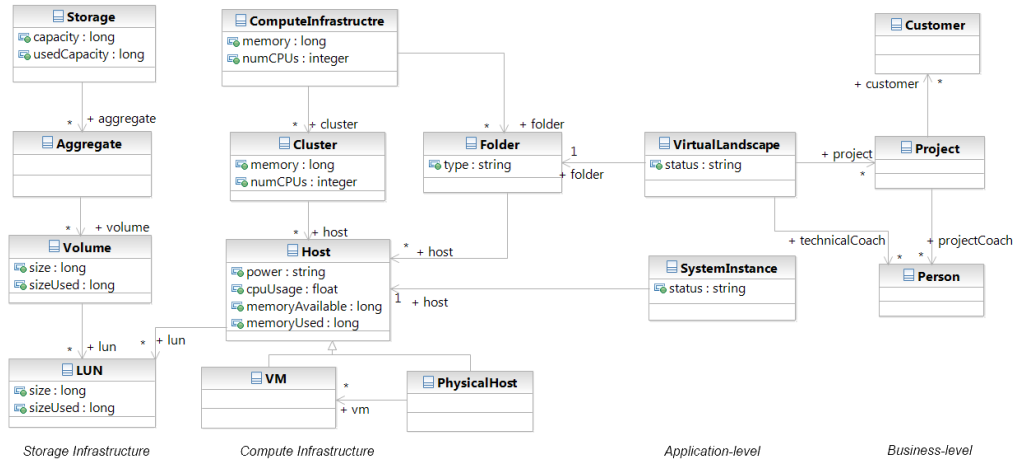 Storage
capacity : long
usedCapacity : long
* + aggregate
Aggregate
* + volume
Volume
size : long
sizeUsed : long
* + lun
LUN
size : long
sizeUsed : long
ComputeInfrastructre
memory : long
numCPUs : integer
* + cluster
* + folder
Cluster
memory : long
numCPUs : integer
* + host
Folder
type : string
1
+ folder
* + host
Host
power : string
cpuUsage : float
memoryAvailable : long
memoryUsed : long
* + lun
1 + host
VM
*
+ vm
PhysicalHost
VirtualLandscape
status : string
+ project
*
+ technicalCoach
*
SystemInstance
status : string
Customer
+ customer *
Project
+ projectCoach
*
Person
Storage Infrastructure
Compute Infrastructure
Application-level
Business-level